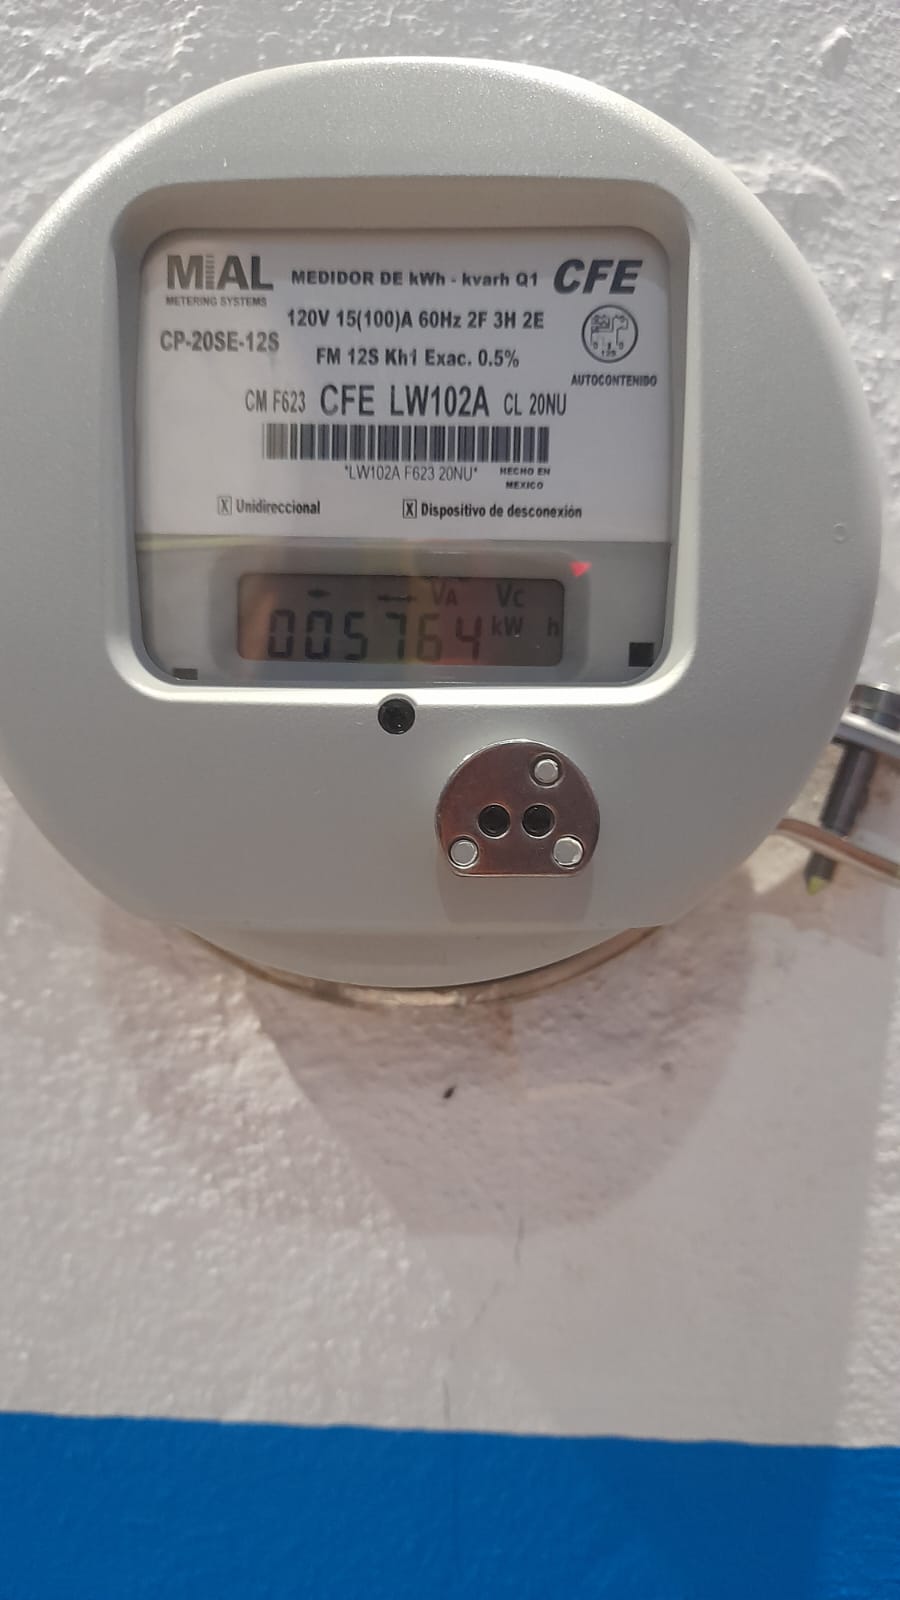 MIAL
METERING SYSTEMS
MEDIDOR DE kWh - kvarh Q1
CFE
120V 15(100)A 60Hz 2F 3H 2E
CP-20SE-12S
FM 12S Kh1 Exac. 0.5%
AUTOCONTENIDO
CM F623 CFE LW102A CL 20NU
*LW102A F623 20NU*
HECHO EN
MEXICO
X Unidireccional
X Dispositivo de desconexión
VA VC
005764 kW h